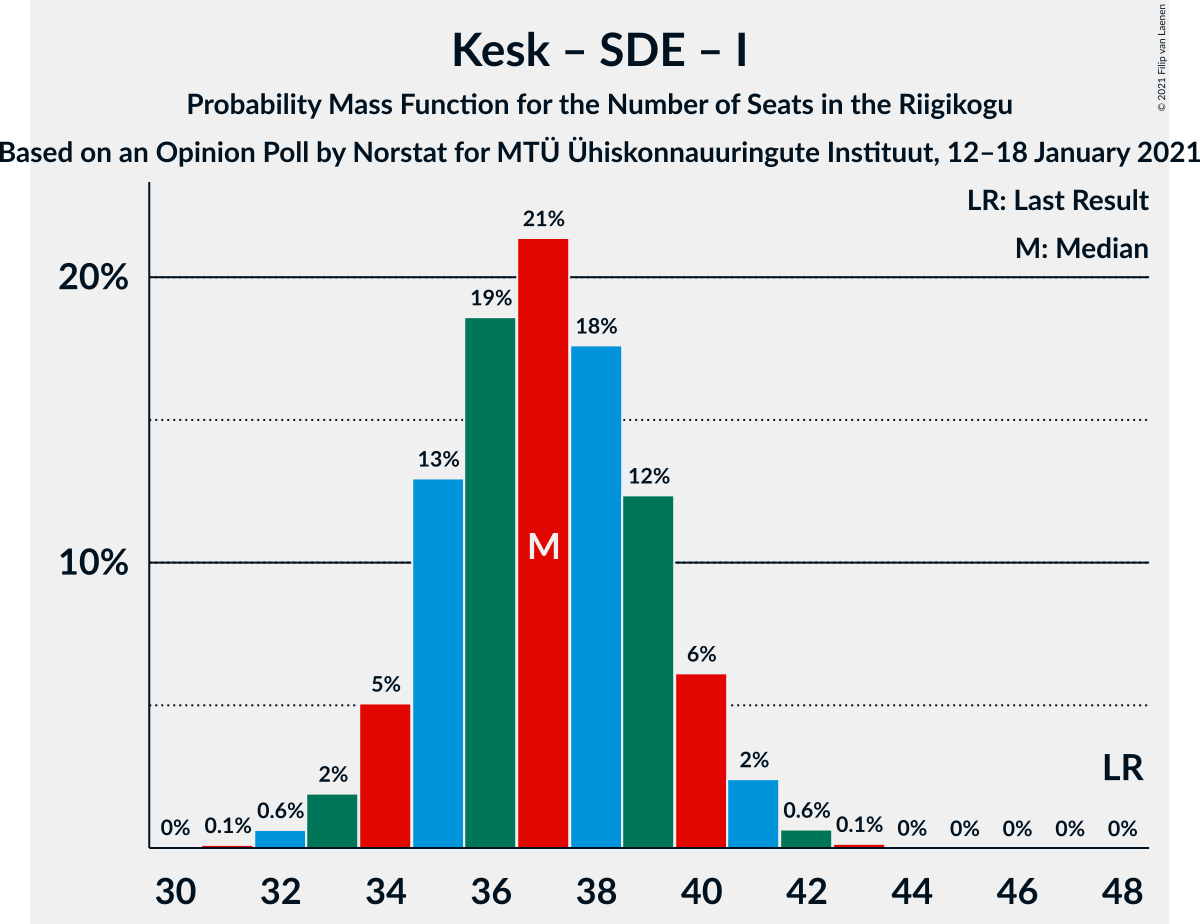 Kesk – SDE – I
Probability Mass Function for the Number of Seats in the Riigikogu
Based on an Opinion Poll by Norstat for MTÜ Ühiskonnauuringute Instituut, 12–18 January 2021
© 2021 Filip van Laenen
LR: Last Result
M: Median
21%
20%
19%
18%
13%
12%
M
10%
6%
5%
2%
2%
LR
0%
0.1%
0.6%
0.6%
0.1%
0%
0%
0%
0%
0%
30 32 34 36 38 40 42 44 46 48